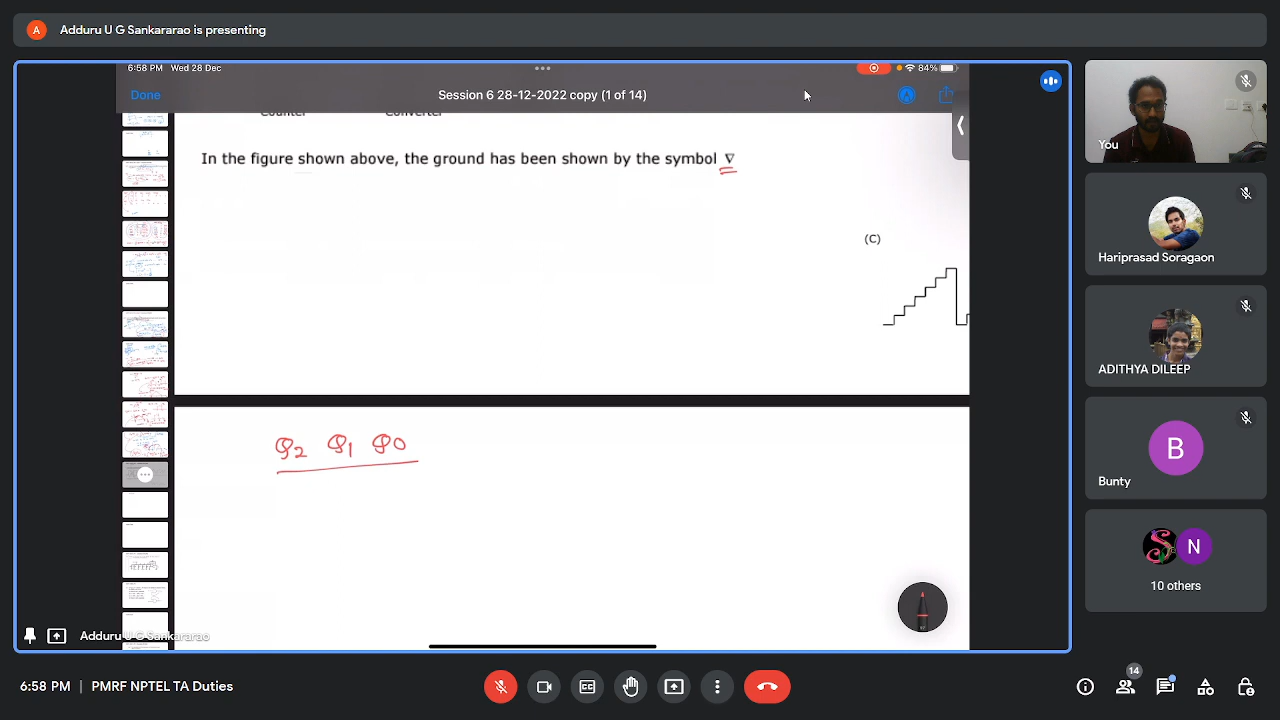 A Adduru U G Sankararao is presenting
6:58 PM Wed 28 Dec
84%
Done
Session 6 28-12-2022 copy (1 of 14)
Counter Converter
In the figure shown above, the ground has been shown by the symbol ∇
(C)
Q2 Q1 Q0
Adduru U G Sankararao
You
Hariprasad Soragaon
ADITHYA DILEEP
B
Bunty
N
10 others
6:58 PM | PMRF NPTEL TA Duties
14